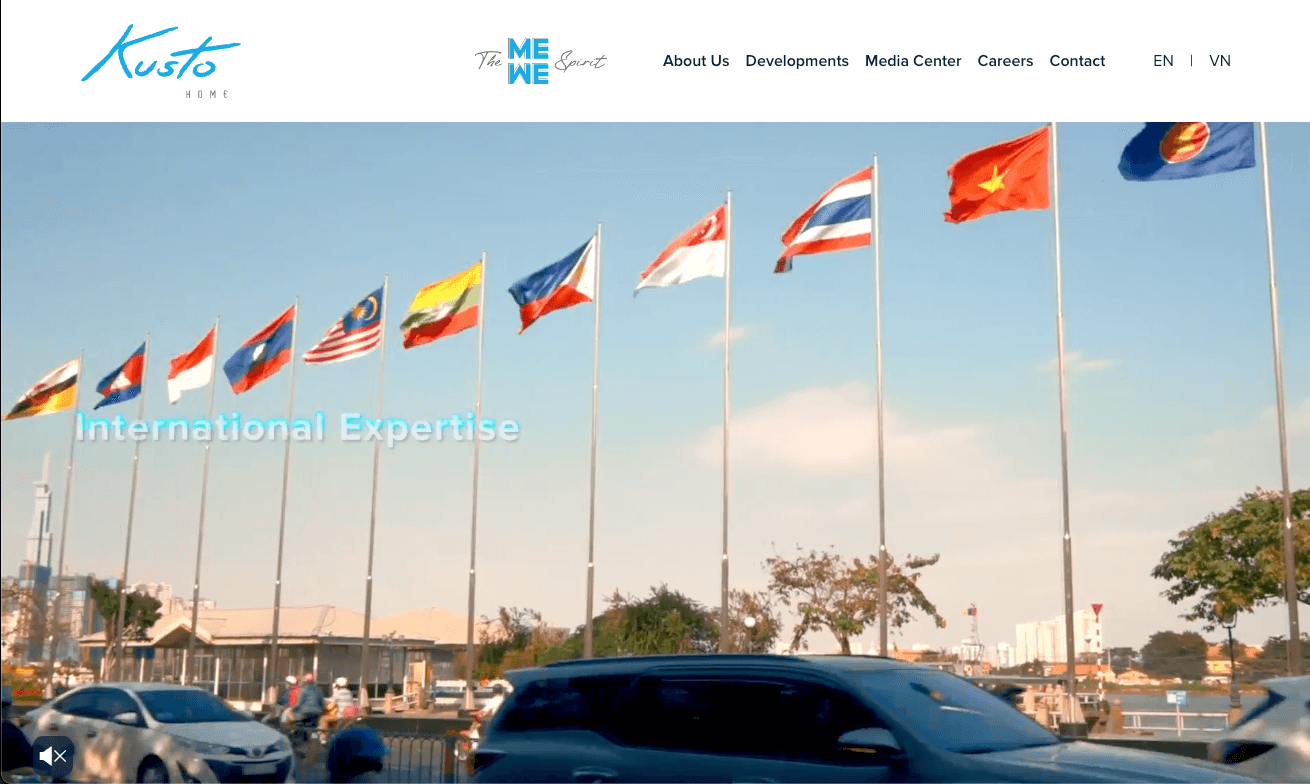 Kusto
HOME
The ME WE Spirit
About Us
Developments
Media Center
Careers
Contact
EN | VN
International Expertise